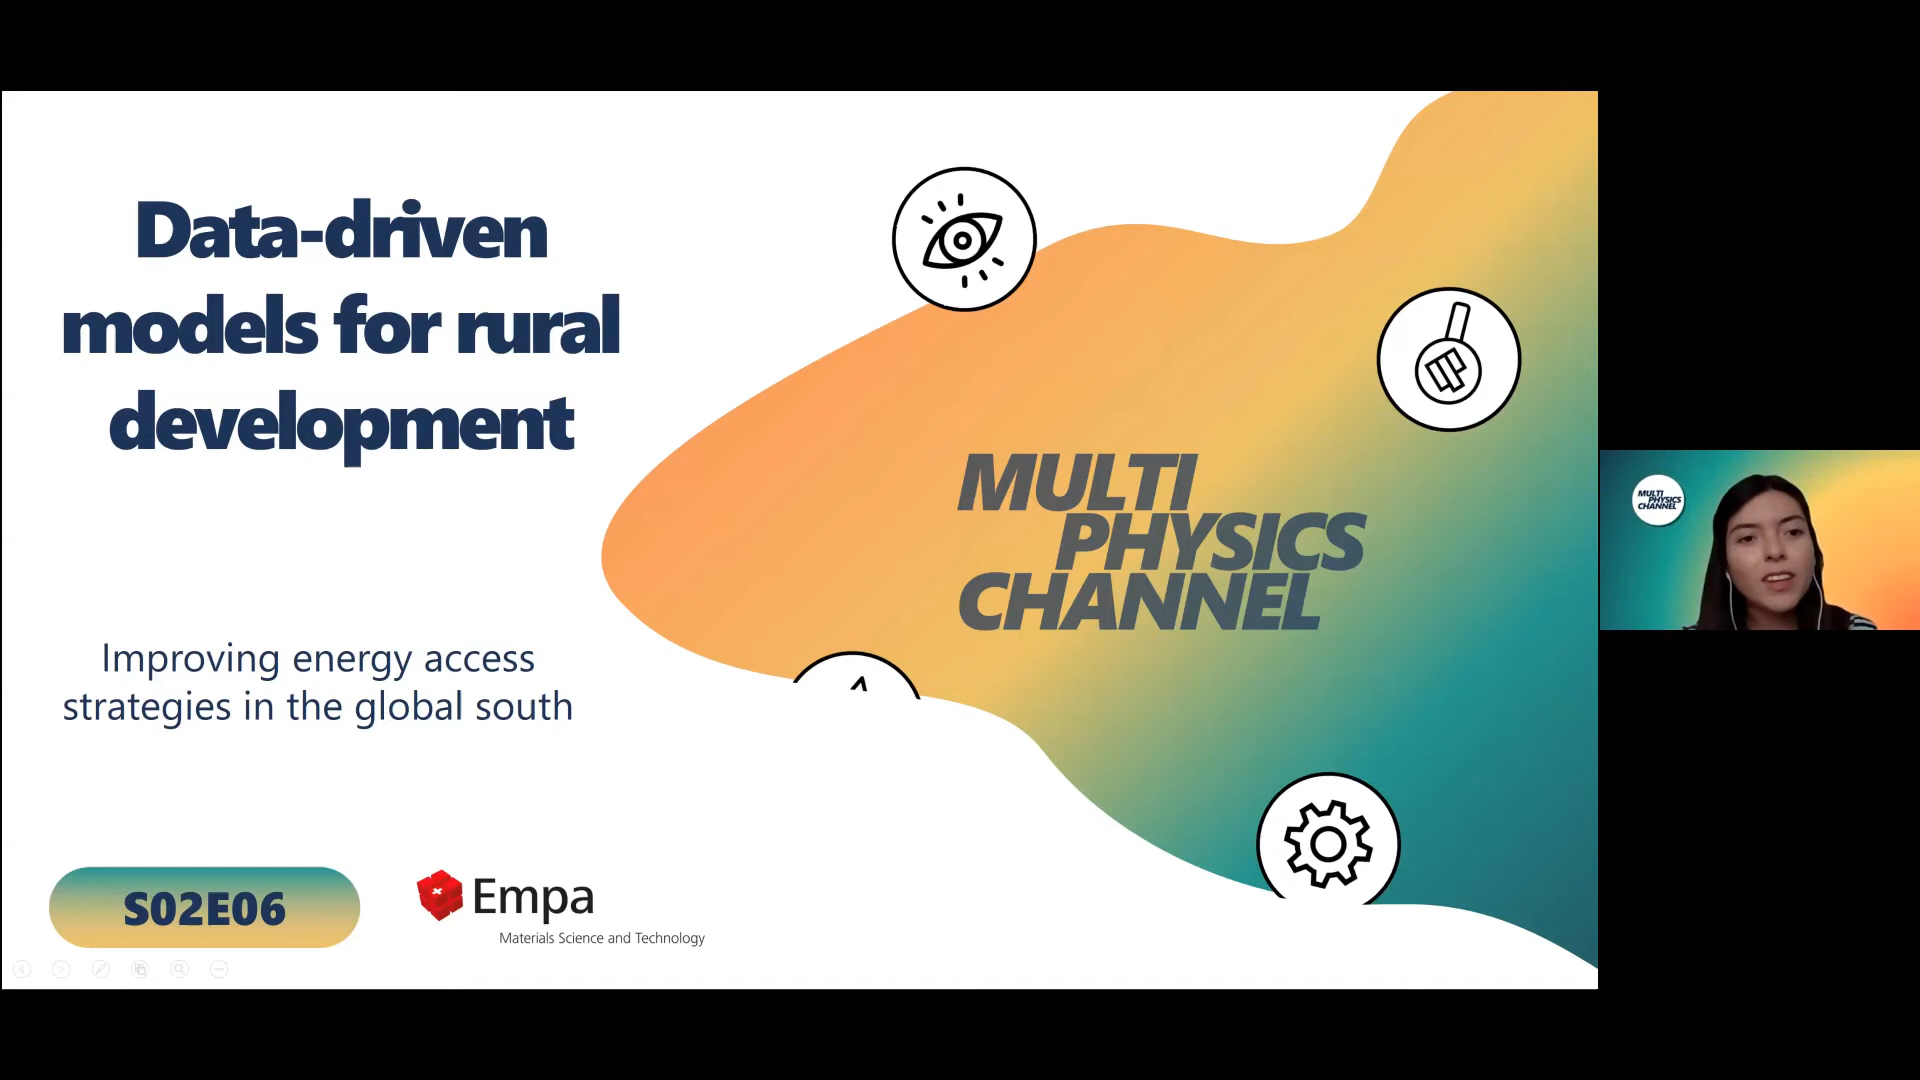 Data-driven
models for rural
development
Improving energy access
strategies in the global south
S02E06
Empa
Materials Science and Technology
MULTI
PHYSICS
CHANNEL
MULTI
PHYSICS
CHANNEL